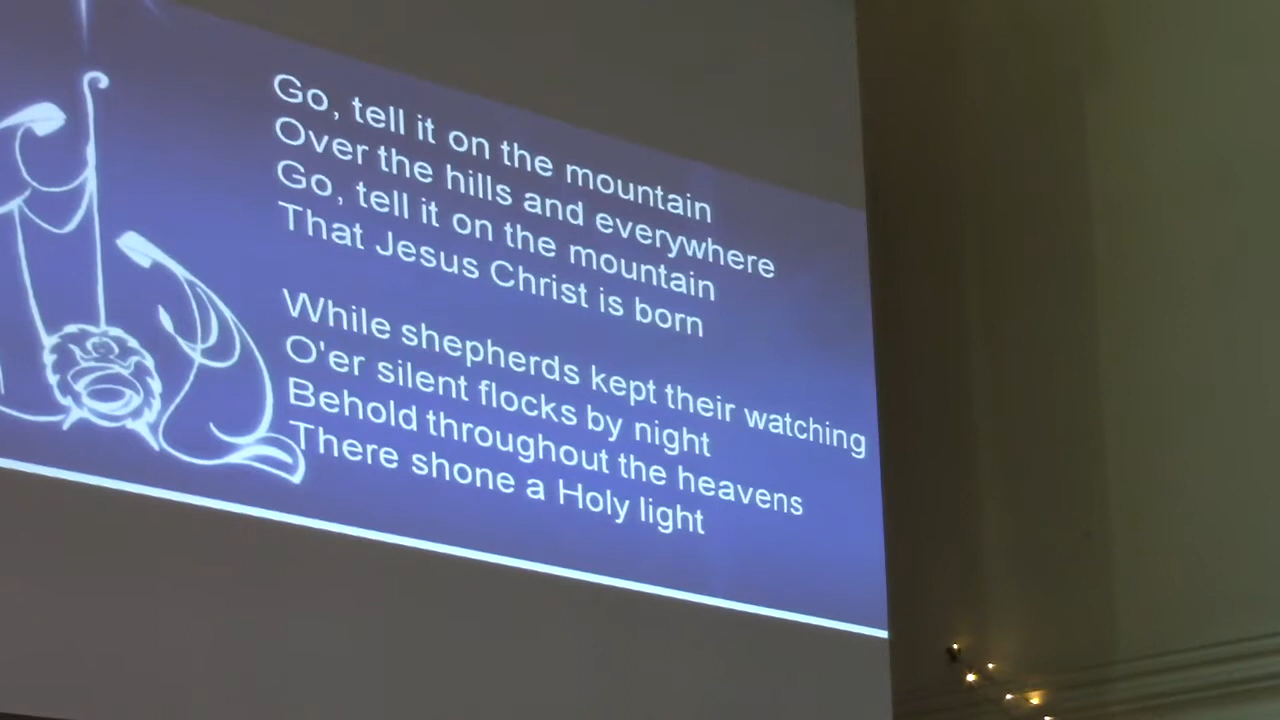 Go, tell it on the mountain
Over the hills and everywhere
Go, tell it on the mountain
That Jesus Christ is born
While shepherds kept their watching
O'er silent flocks by night
Behold throughout the heavens
There shone a Holy light